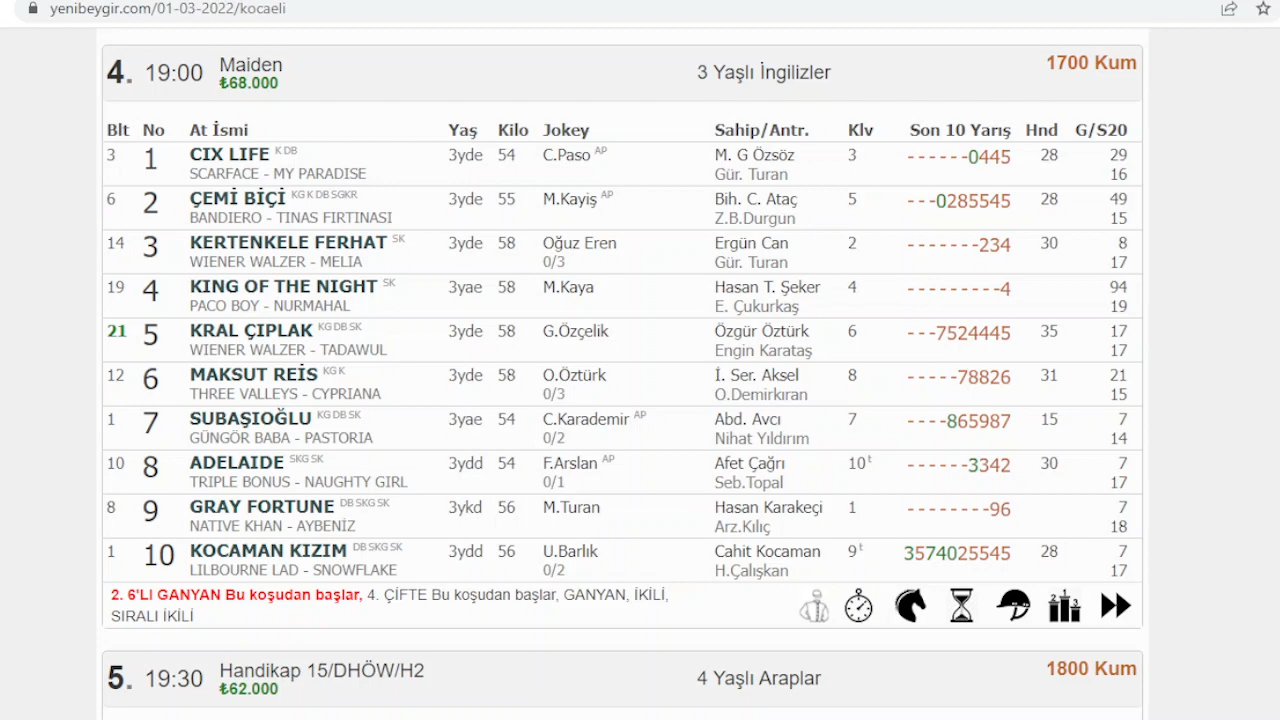 yenibeygir.com/01-03-2022/kocaeli
4. 19:00 Maiden 3 Yaşlı İngilizler 1700 Kum
₺68.000
Blt No At İsmi Yaş Kilo Jokey Sahip/Antr. Klv Son 10 Yarış Hnd G/S20
3 1 CIX LIFE K DB 3yde 54 C.Paso AP M. G Özsöz 3 ------0445 28 29
SCARFACE - MY PARADISE Gür. Turan 16
6 2 ÇEMİ BİÇİ KG K DB SGKR 3yde 55 M.Kayiş AP Bih. C. Ataç 5 ---0285545 28 49
BANDIERO - TINAS FIRTINASI Z.B.Durgun 15
14 3 KERTENKELE FERHAT SK 3yde 58 Oğuz Eren Ergün Can 2 -------234 30 8
WIENER WALZER - MELIA 0/3 Gür. Turan 17
19 4 KING OF THE NIGHT SK 3yae 58 M.Kaya Hasan T. Şeker 4 ---------4 94
PACO BOY - NURMAHAL E. Çukurkaş 19
21 5 KRAL ÇIPLAK KG DB SK 3yde 58 G.Özçelik Özgür Öztürk 6 ---7524445 35 17
WIENER WALZER - TADAWUL Engin Karataş 17
12 6 MAKSUT REİS KG K 3yde 58 O.Öztürk İ. Ser. Aksel 8 -----78826 31 21
THREE VALLEYS - CYPRIANA 0/3 O.Demirkıran 15
1 7 SUBAŞIOĞLU KG DB SK 3yae 54 C.Karademir AP Abd. Avcı 7 ----865987 15 7
GÜNGÖR BABA - PASTORIA 0/2 Nihat Yıldırım 14
10 8 ADELAIDE SKG SK 3ydd 54 F.Arslan AP Afet Çağrı 10t ------3342 30 7
TRIPLE BONUS - NAUGHTY GIRL 0/1 Seb.Topal 17
8 9 GRAY FORTUNE DB SKG SK 3ykd 56 M.Turan Hasan Karakeçi 1 --------96 7
NATIVE KHAN - AYBENİZ Arz.Kılıç 18
1 10 KOCAMAN KIZIM DB SKG SK 3ydd 56 U.Barlık Cahit Kocaman 9t 3574025545 28 7
LILBOURNE LAD - SNOWFLAKE 0/2 H.Çalışkan 17
2. 6'LI GANYAN Bu koşudan başlar, 4. ÇİFTE Bu koşudan başlar, GANYAN, İKİLİ,
SIRALI İKİLİ
5. 19:30 Handikap 15/DHÖW/H2 4 Yaşlı Araplar 1800 Kum
₺62.000